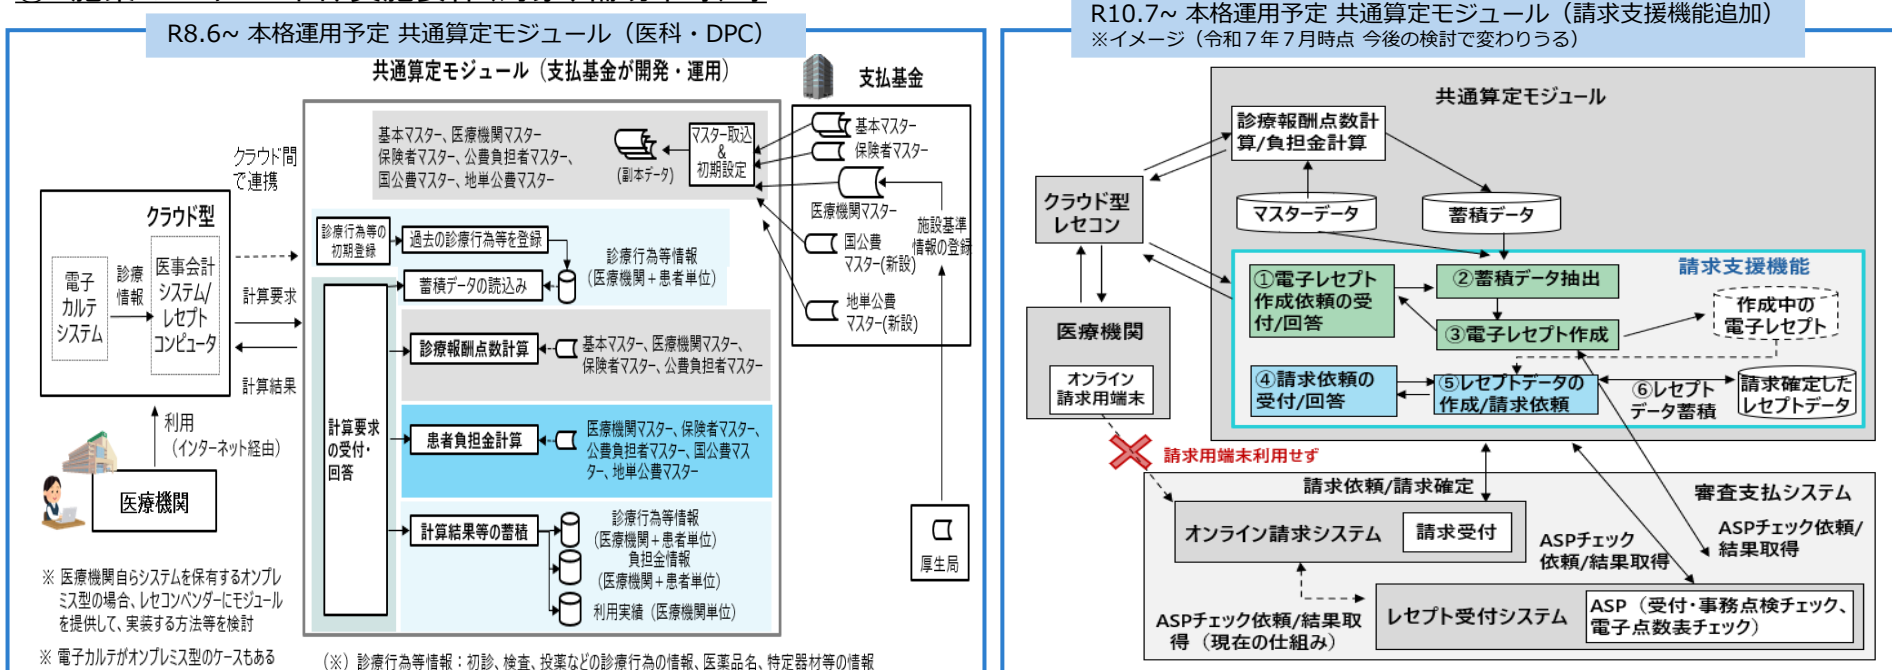 R8.6~ 本格運用予定 共通算定モジュール（医科・DPC）
共通算定モジュール（支払基金が開発・運用）
支払基金
基本マスター、医療機関マスター
保険者マスター、公費負担者マスター、
国公費マスター、地単公費マスター
(副本データ)
マスター取込
&
初期設定
基本マスター
保険者マスター
医療機関マスター
施設基準
情報の登録
国公費
マスター(新設)
地単公費
マスター(新設)
厚生局
クラウド間
で連携
クラウド型
電子
カルテ
システム
診療
情報
医事会計
システム/
レセプト
コンピュータ
計算要求
計算結果
利用
（インターネット経由）
医療機関
診療行為等の
初期登録
過去の診療行為等を登録
蓄積データの読込み
診療行為等情報
（医療機関＋患者単位）
計算要求
の受付・
回答
診療報酬点数計算
基本マスター、医療機関マスター、
保険者マスター、公費負担者マスター
患者負担金計算
医療機関マスター、保険者マスター、
公費負担者マスター、国公費マス
ター、地単公費マスター
計算結果等の蓄積
診療行為等情報
（医療機関＋患者単位）
負担金情報
（医療機関＋患者単位）
利用実績（医療機関単位）
※ 医療機関自らシステムを保有するオンプレ
ミス型の場合、レセコンベンダーにモジュール
を提供して、実装する方法等を検討
※ 電子カルテがオンプレミス型のケースもある
（※）診療行為等情報：初診、検査、投薬などの診療行為の情報、医薬品名、特定器材等の情報
R10.7~ 本格運用予定 共通算定モジュール（請求支援機能追加）
※イメージ（令和７年７月時点 今後の検討で変わりうる）
共通算定モジュール
診療報酬点数計
算/負担金計算
マスターデータ
蓄積データ
クラウド型
レセコン
医療機関
オンライン
請求用端末
請求支援機能
①電子レセプト
作成依頼の受
付/回答
②蓄積データ抽出
③電子レセプト作成
作成中の
電子レセプト
④請求依頼の
受付/回答
⑤レセプトデータの
作成/請求依頼
⑥レセプト
データ蓄積
請求確定した
レセプトデータ
請求用端末利用せず
請求依頼/請求確定
審査支払システム
オンライン請求システム
請求受付
ASPチェック
依頼/結果取得
ASPチェック依頼/
結果取得
ASPチェック依頼/結果取
得（現在の仕組み）
レセプト受付システム
ASP（受付・事務点検チェック、
電子点数表チェック）